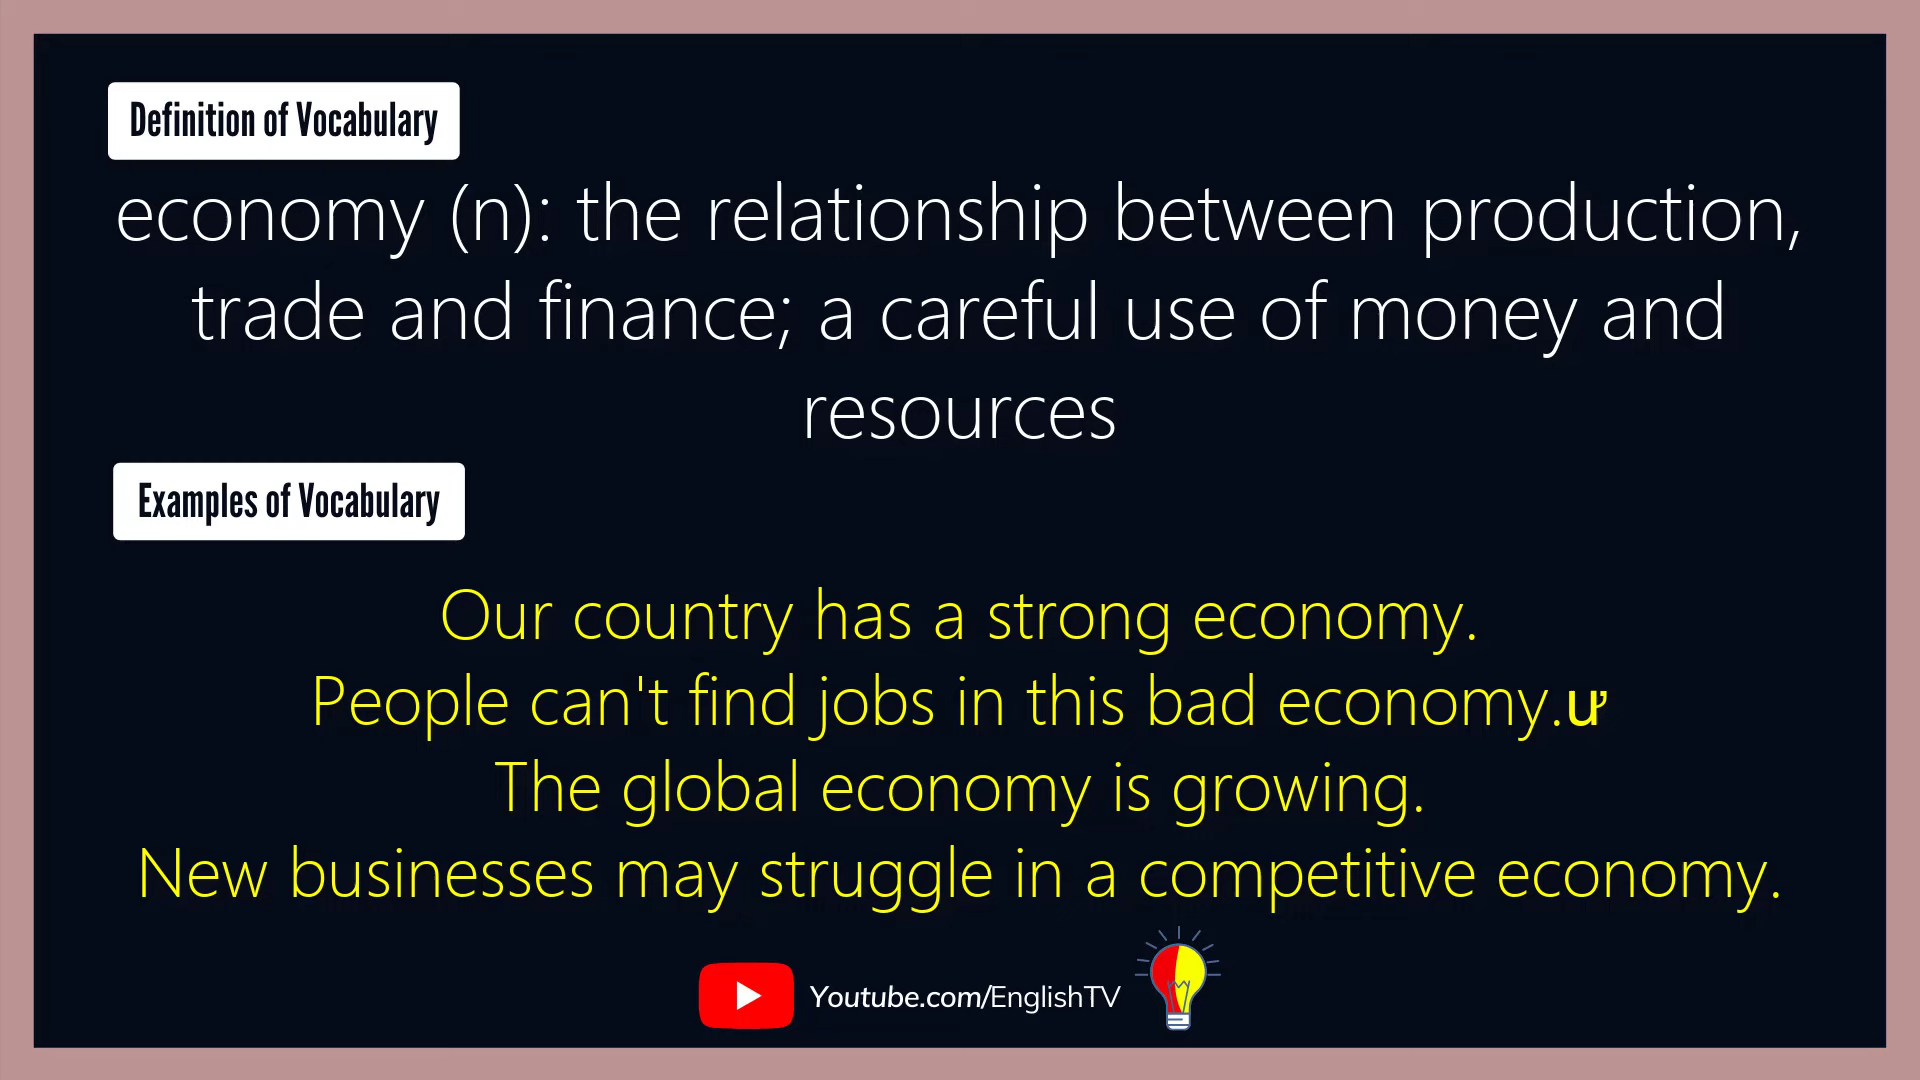 Definition of Vocabulary
economy (n): the relationship between production,
trade and finance; a careful use of money and
resources
Examples of Vocabulary
Our country has a strong economy.
People can't find jobs in this bad economy.ư
The global economy is growing.
New businesses may struggle in a competitive economy.
Youtube.com/EnglishTV